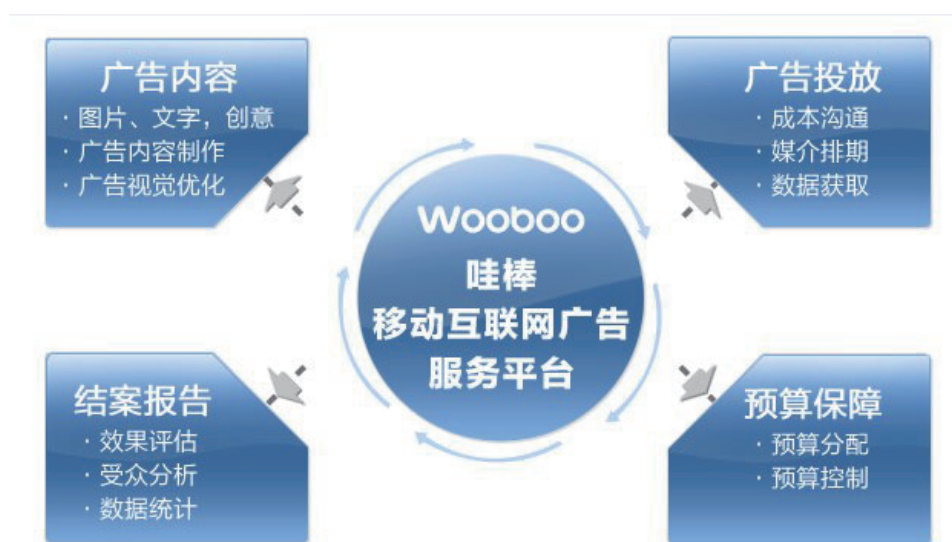 广告内容
· 图片、文字，创意
· 广告内容制作
· 广告视觉优化
广告投放
· 成本沟通
· 媒介排期
· 数据获取
Wooboo
哇棒
移动互联网广告
服务平台
结案报告
· 效果评估
· 受众分析
· 数据统计
预算保障
· 预算分配
· 预算控制